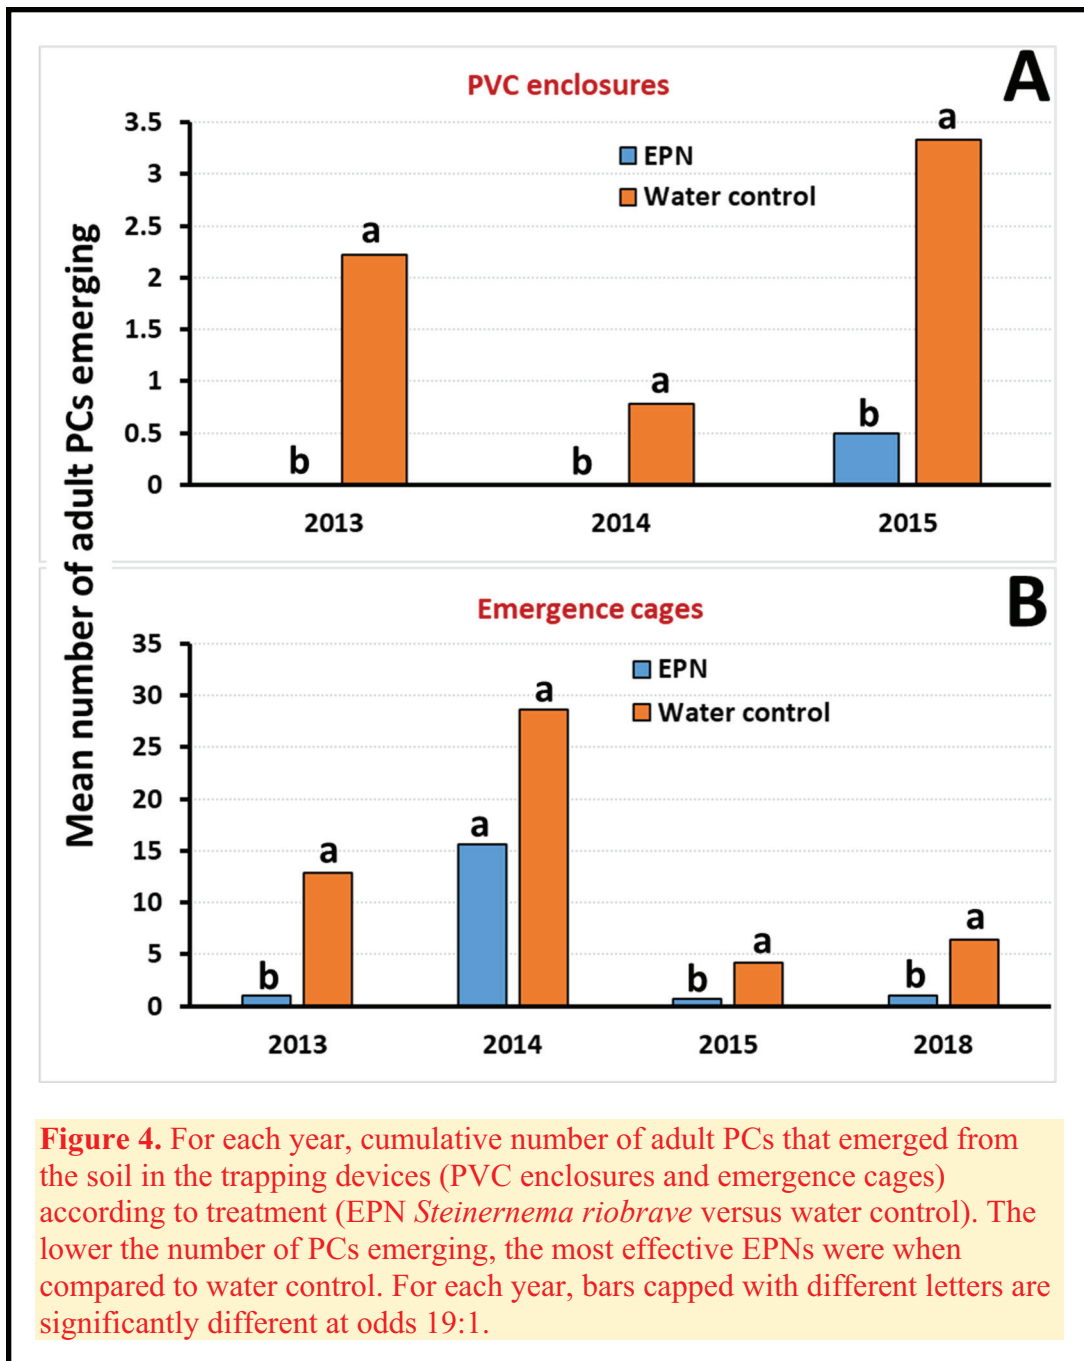 A
PVC enclosures
Mean number of adult PCs emerging
3.5
3
2.5
2
1.5
1
0.5
0
EPN
Water control
b
a
b
a
b
a
2013
2014
2015
B
Emergence cages
35
30
25
20
15
10
5
0
EPN
Water control
b
a
a
a
b
a
b
a
2013
2014
2015
2018
Figure 4. For each year, cumulative number of adult PCs that emerged from
the soil in the trapping devices (PVC enclosures and emergence cages)
according to treatment (EPN Steinernema riobrave versus water control). The
lower the number of PCs emerging, the most effective EPNs were when
compared to water control. For each year, bars capped with different letters are
significantly different at odds 19:1.